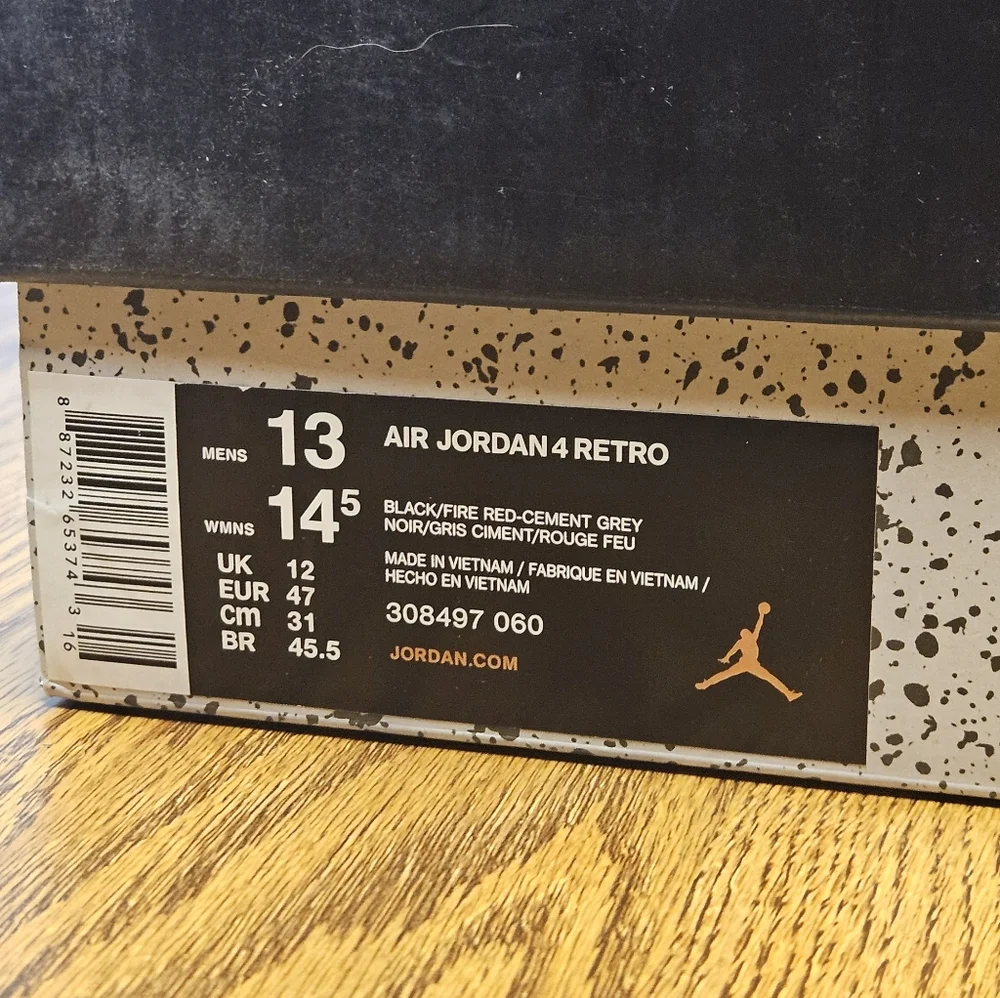 8 87232 65374 3 16
MENS 13
WMNS 14⁵
UK 12
EUR 47
cm 31
BR 45.5
AIR JORDAN 4 RETRO
BLACK/FIRE RED-CEMENT GREY
NOIR/GRIS CIMENT/ROUGE FEU
MADE IN VIETNAM / FABRIQUE EN VIETNAM /
HECHO EN VIETNAM
308497 060
JORDAN.COM